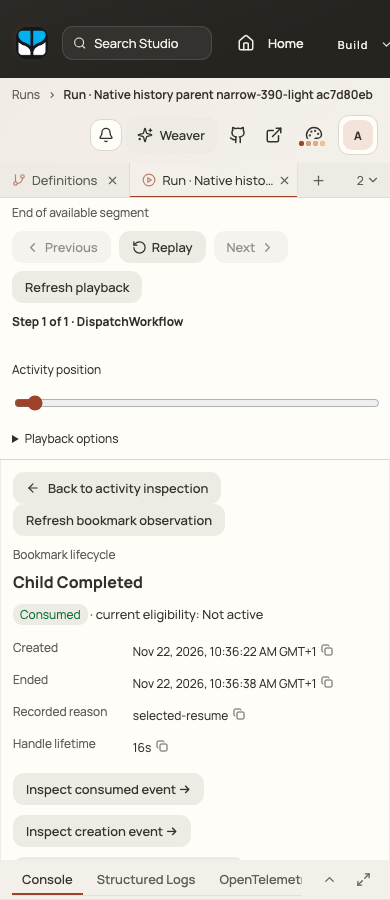 Search Studio
Home
Build
Runs > Run · Native history parent narrow-390-light ac7d80eb
Weaver
A
Definitions
Run · Native histo...
2
End of available segment
Previous
Replay
Next
Refresh playback
Step 1 of 1 · DispatchWorkflow
Activity position
Playback options
Back to activity inspection
Refresh bookmark observation
Bookmark lifecycle
Child Completed
Consumed · current eligibility: Not active
Created Nov 22, 2026, 10:36:22 AM GMT+1
Ended Nov 22, 2026, 10:36:38 AM GMT+1
Recorded reason selected-resume
Handle lifetime 16s
Inspect consumed event →
Inspect creation event →
Console
Structured Logs
OpenTelemet